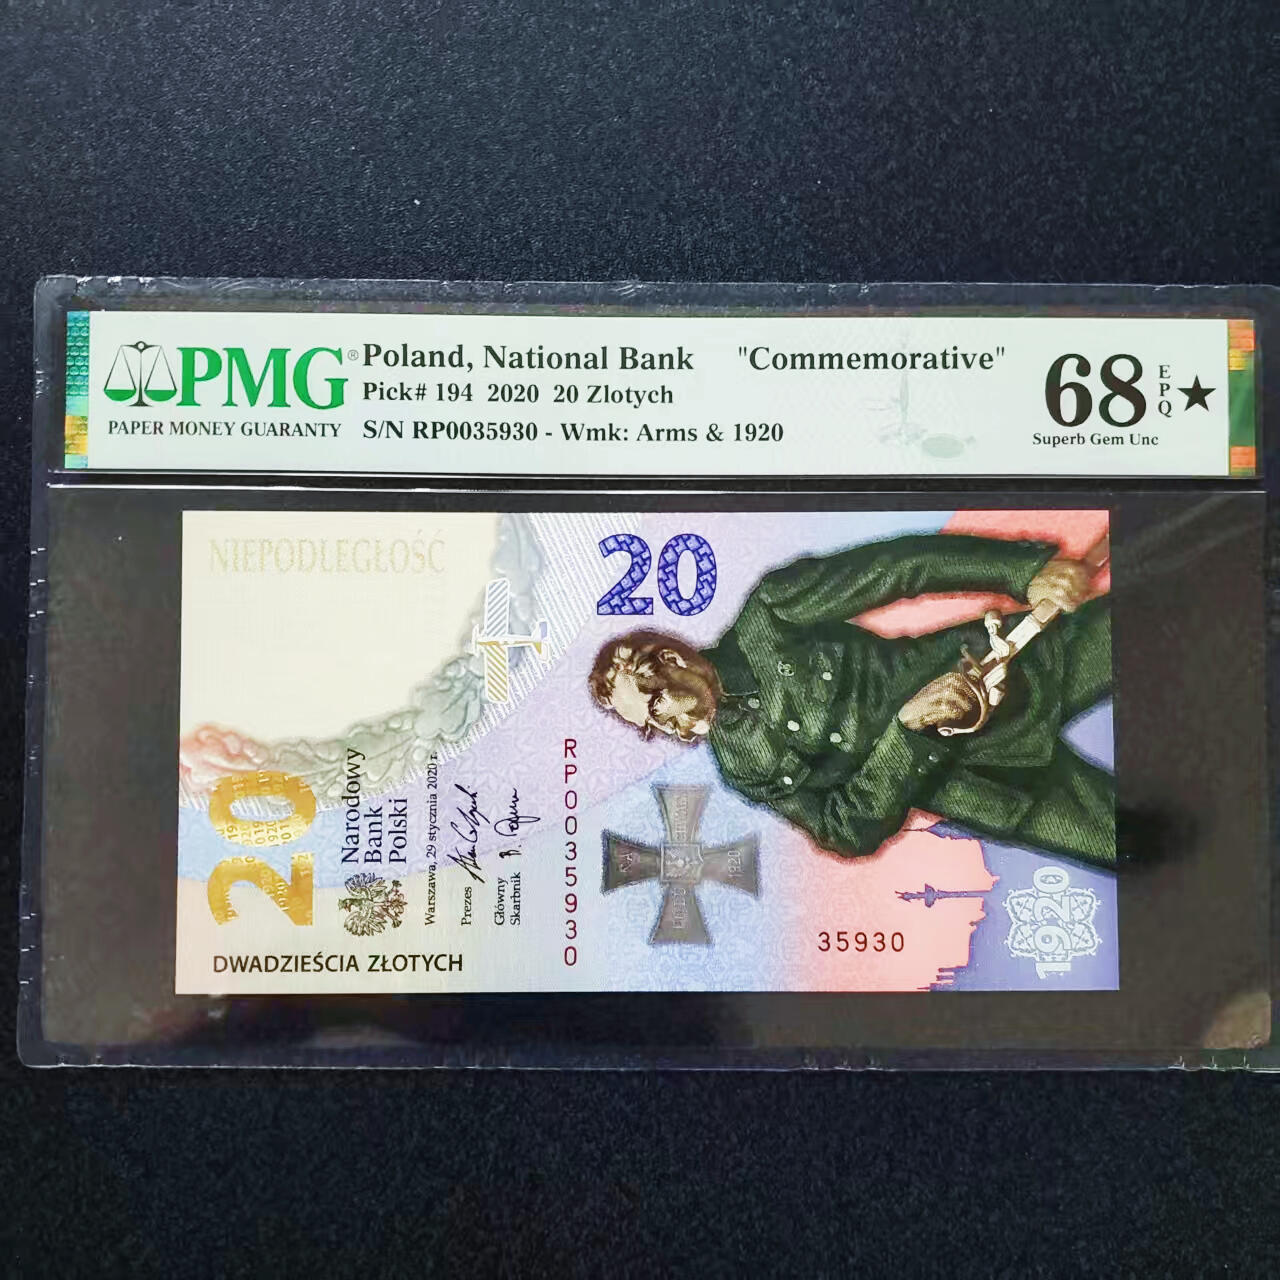 PMG®
PAPER MONEY GUARANTY
Poland, National Bank "Commemorative"
Pick# 194 2020 20 Zlotych
S/N RP0035930 - Wmk: Arms & 1920
68 EPQ ★
Superb Gem Unc
NIEPODLEGŁOŚĆ
20
20
Narodowy
Bank
Polski
Warszawa, 29 stycznia 2020 r.
Prezes
Główny
Skarbnik
RP0035930
NA
1920
35930
1920
DWADZIEŚCIA ZŁOTYCH